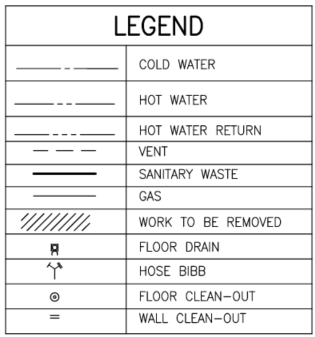 LEGEND
COLD WATER
HOT WATER
HOT WATER RETURN
VENT
SANITARY WASTE
GAS
WORK TO BE REMOVED
FLOOR DRAIN
HOSE BIBB
FLOOR CLEAN-OUT
WALL CLEAN-OUT